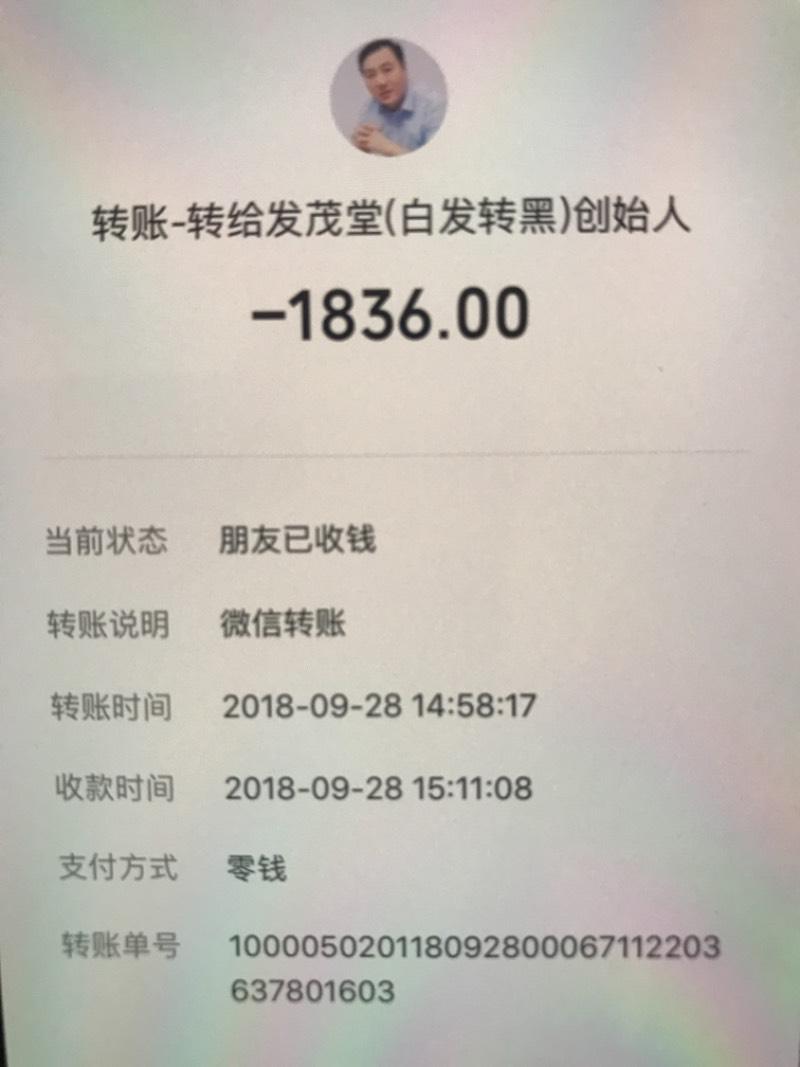 转账-转给发茂堂(白发转黑)创始人
-1836.00
当前状态 朋友已收钱
转账说明 微信转账
转账时间 2018-09-28 14:58:17
收款时间 2018-09-28 15:11:08
支付方式 零钱
转账单号 100005020118092800067112203
637801603